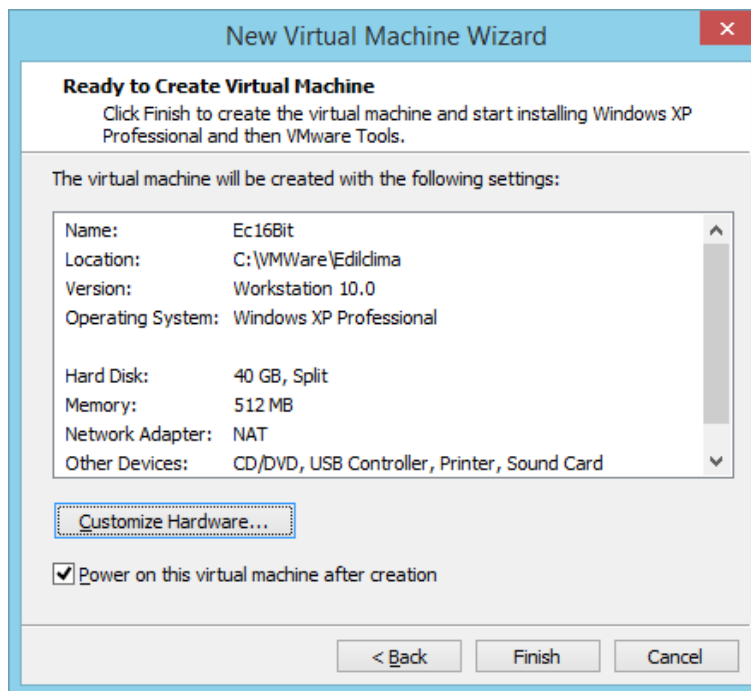 New Virtual Machine Wizard
Ready to Create Virtual Machine
Click Finish to create the virtual machine and start installing Windows XP
Professional and then VMware Tools.
The virtual machine will be created with the following settings:
Name: Ec16Bit
Location: C:\VMWare\Edilclima
Version: Workstation 10.0
Operating System: Windows XP Professional
Hard Disk: 40 GB, Split
Memory: 512 MB
Network Adapter: NAT
Other Devices: CD/DVD, USB Controller, Printer, Sound Card
Customize Hardware...
Power on this virtual machine after creation
< Back Finish Cancel